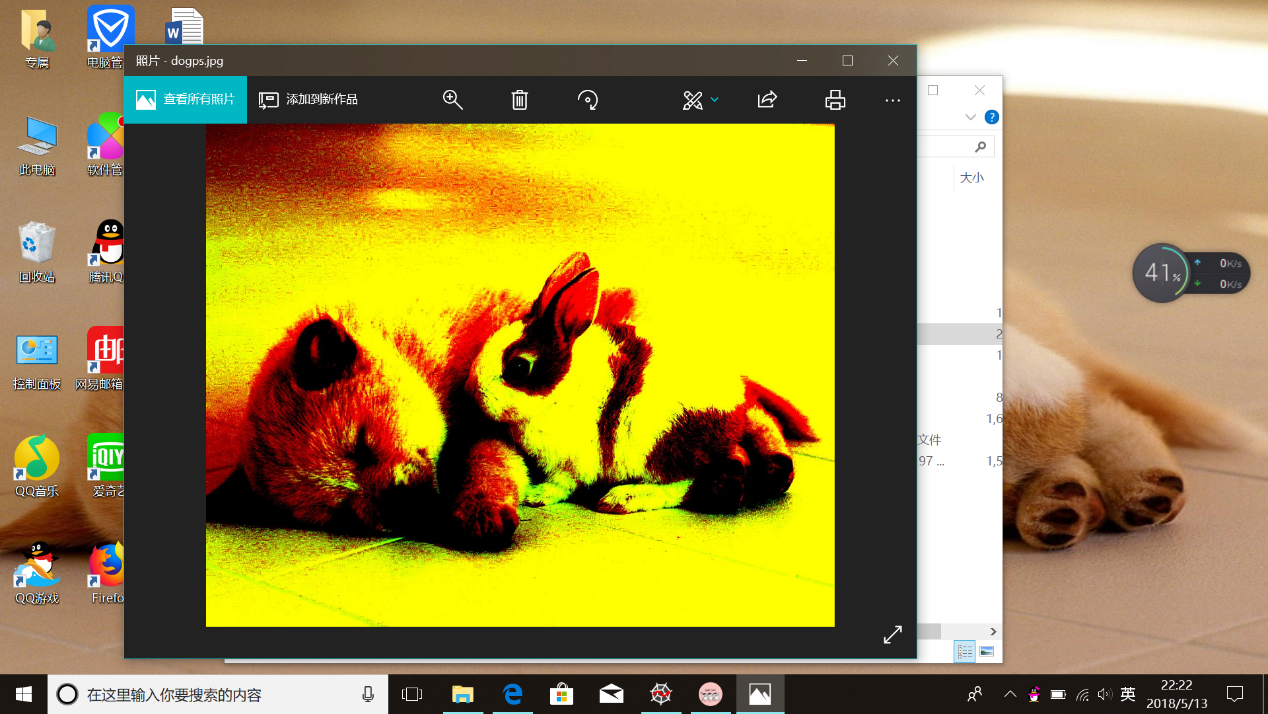 专属
电脑管
照片 - dogps.jpg
查看所有照片
添加到新作品
大小
此电脑
软件管
回收站
腾讯Q
41%
0K/s
0K/s
1
2
1
控制面板
网易邮箱
8
1,6
文件
97 ...
1,5
iQIY
QQ音乐
爱奇艺
QQ游戏
Firefo
在这里输入你要搜索的内容
英
22:22
2018/5/13